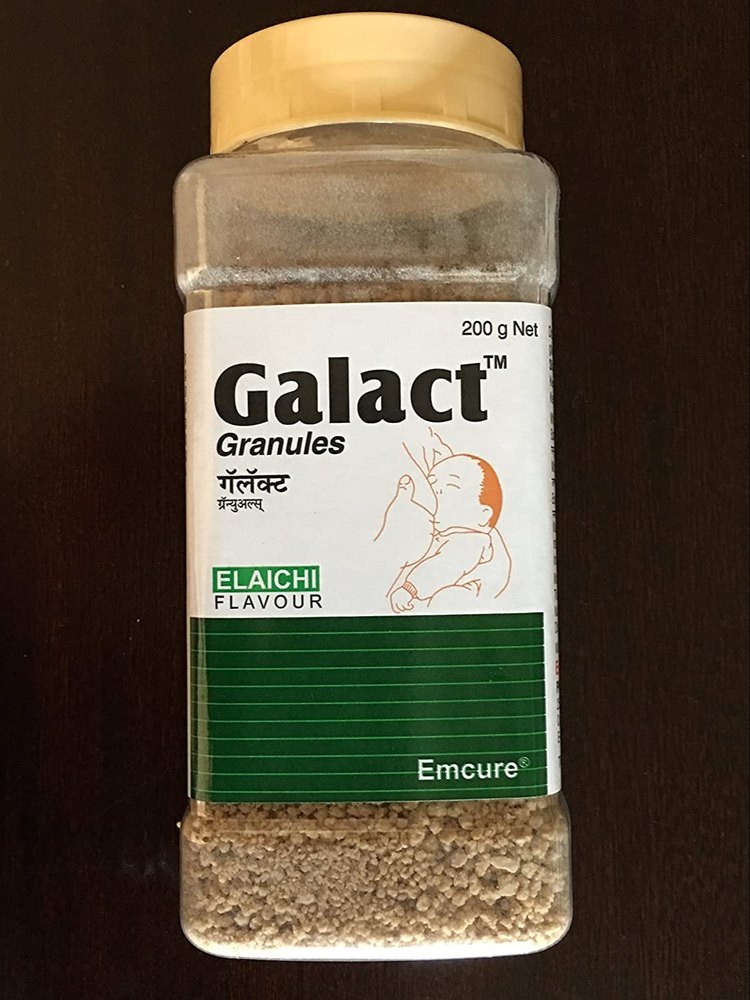 200 g Net
Galact™
Granules
गॅलॅक्ट
ग्रॅन्युअल्स्
ELAICHI
FLAVOUR
Emcure®